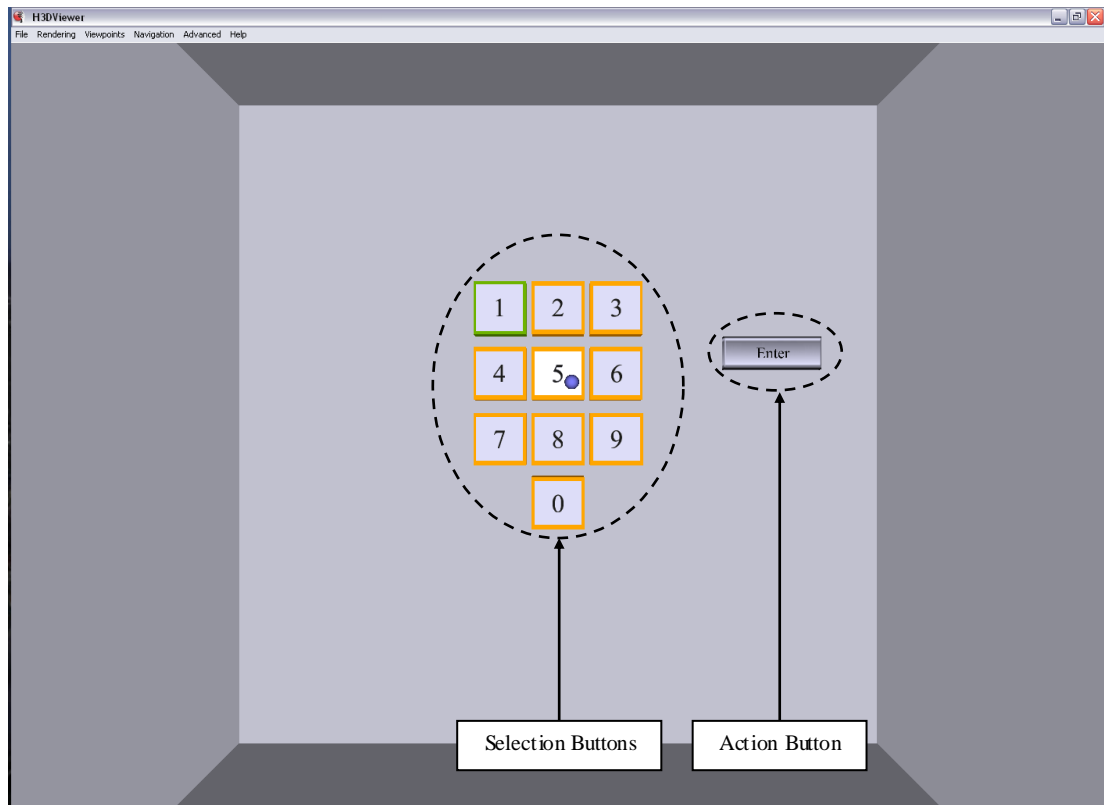 H3DViewer
File Rendering Viewpoints Navigation Advanced Help
1 2 3
4 5 6
Enter
7 8 9
0
Selection Buttons
Action Button